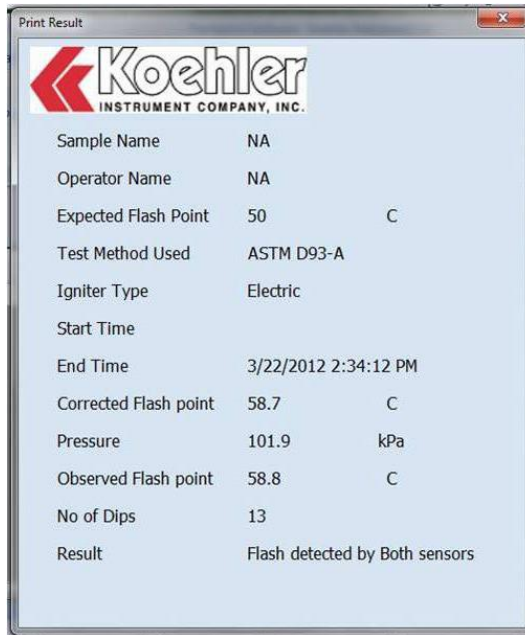 Print Result
Koehler
INSTRUMENT COMPANY, INC.
Sample Name NA
Operator Name NA
Expected Flash Point 50 C
Test Method Used ASTM D93-A
Igniter Type Electric
Start Time
End Time 3/22/2012 2:34:12 PM
Corrected Flash point 58.7 C
Pressure 101.9 kPa
Observed Flash point 58.8 C
No of Dips 13
Result Flash detected by Both sensors